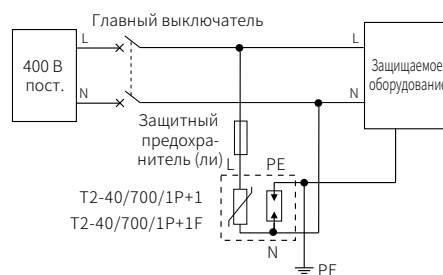 Главный выключатель
L
L
400 В
пост.
Защищаемое
оборудование
N
N
Защитный
предохра-
нитель (ли)
L
PE
T2-40/700/1P+1
T2-40/700/1P+1F
N
PE